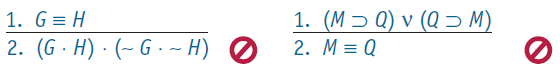 1. G ≡ H
2. (G · H) · (~ G · ~ H)
1. (M ⊃ Q) v (Q ⊃ M)
2. M ≡ Q